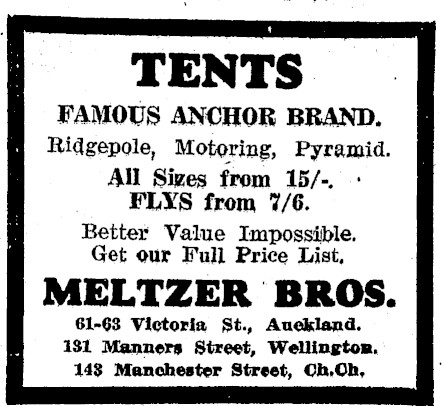 TENTS
FAMOUS ANCHOR BRAND.
Ridgepole, Motoring, Pyramid.
All Sizes from 15/-.
FLYS from 7/6.
Better Value Impossible.
Get our Full Price List.
MELTZER BROS.
61-63 Victoria St., Auckland.
131 Manners Street, Wellington.
143 Manchester Street, Ch.Ch.